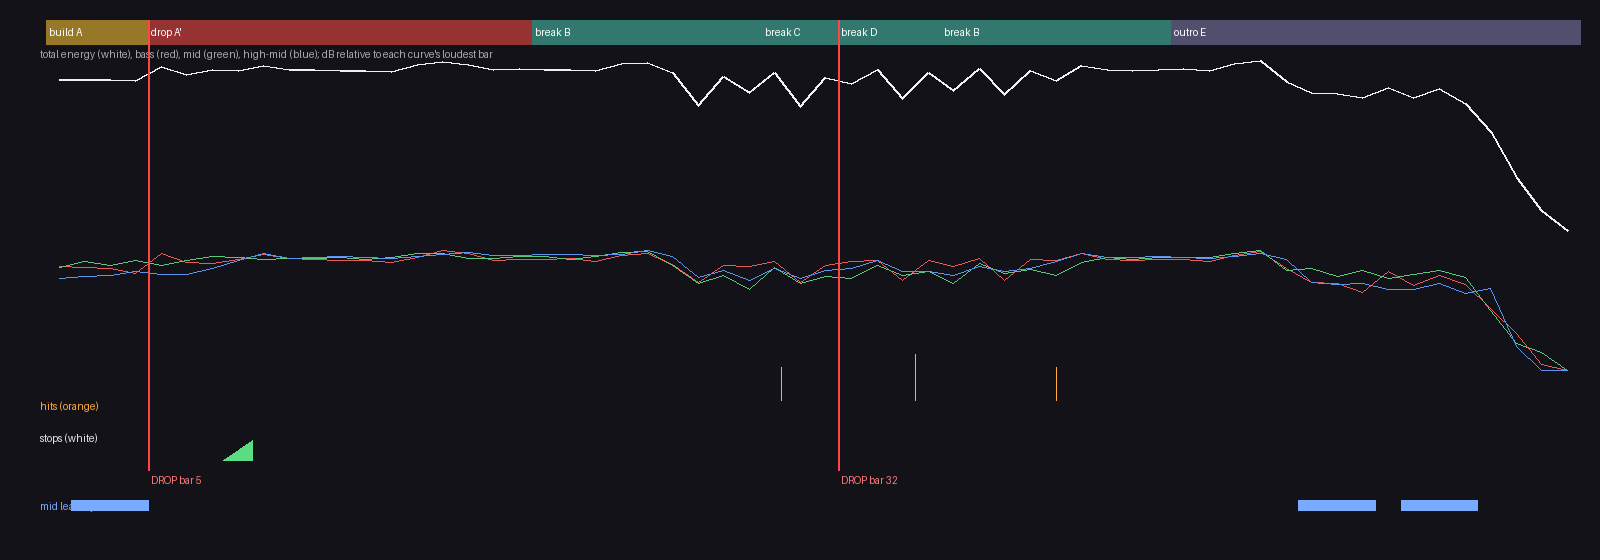 build A drop A' break B break C break D break B outro E
total energy (white), bass (red), mid (green), high-mid (blue); dB relative to each curve's loudest bar
hits (orange)
stops (white)
DROP bar 5 DROP bar 32
mid